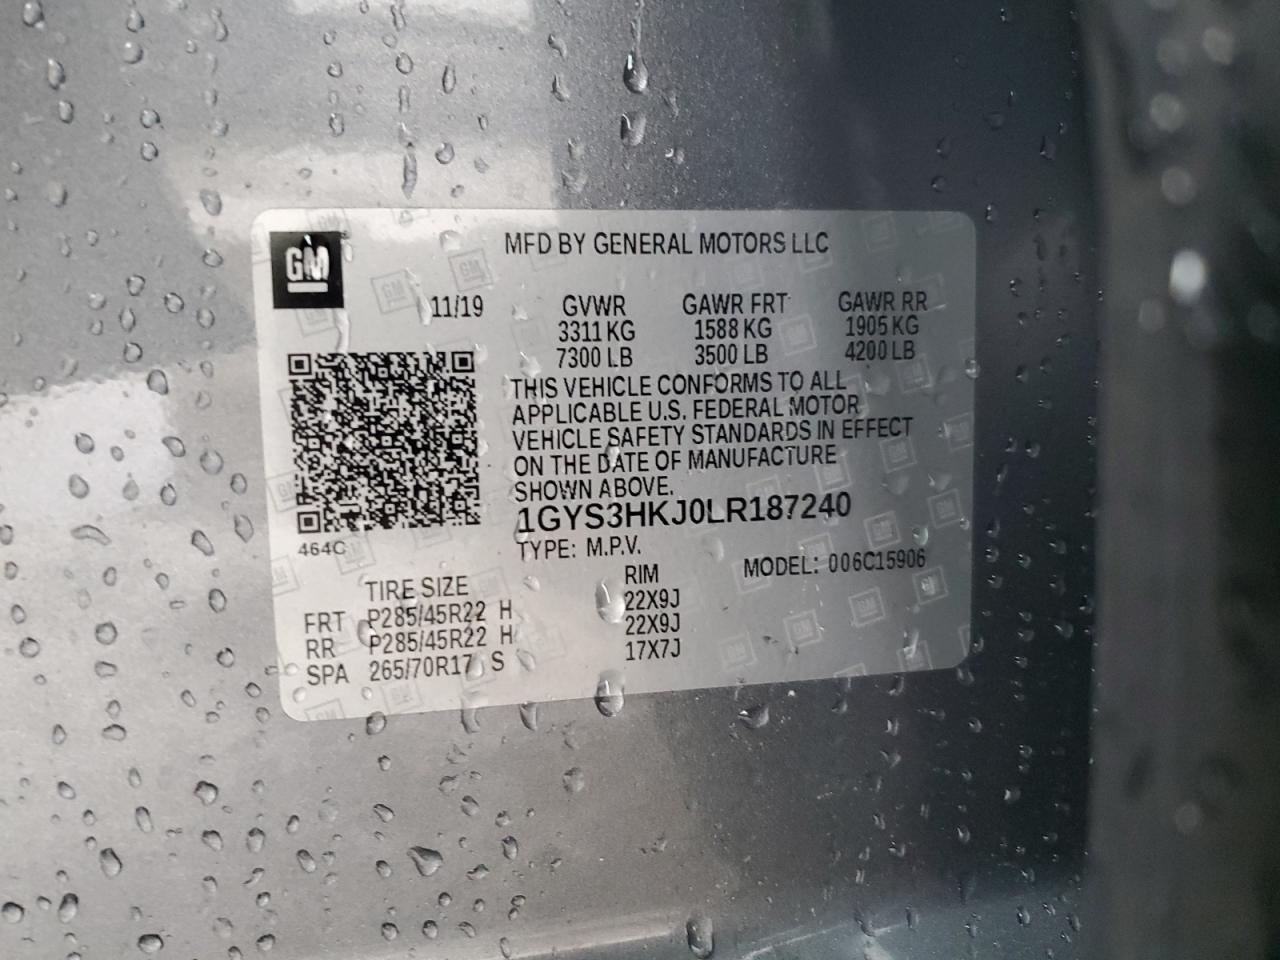 GM
MFD BY GENERAL MOTORS LLC
11/19 GVWR GAWR FRT GAWR RR
3311 KG 1588 KG 1905 KG
7300 LB 3500 LB 4200 LB
THIS VEHICLE CONFORMS TO ALL
APPLICABLE U.S. FEDERAL MOTOR
VEHICLE SAFETY STANDARDS IN EFFECT
ON THE DATE OF MANUFACTURE
SHOWN ABOVE.
1GYS3HKJ0LR187240
464C
TYPE: M.P.V. MODEL: 006C15906
TIRE SIZE RIM
FRT P285/45R22 H 22X9J
RR P285/45R22 H 22X9J
SPA 265/70R17 S 17X7J